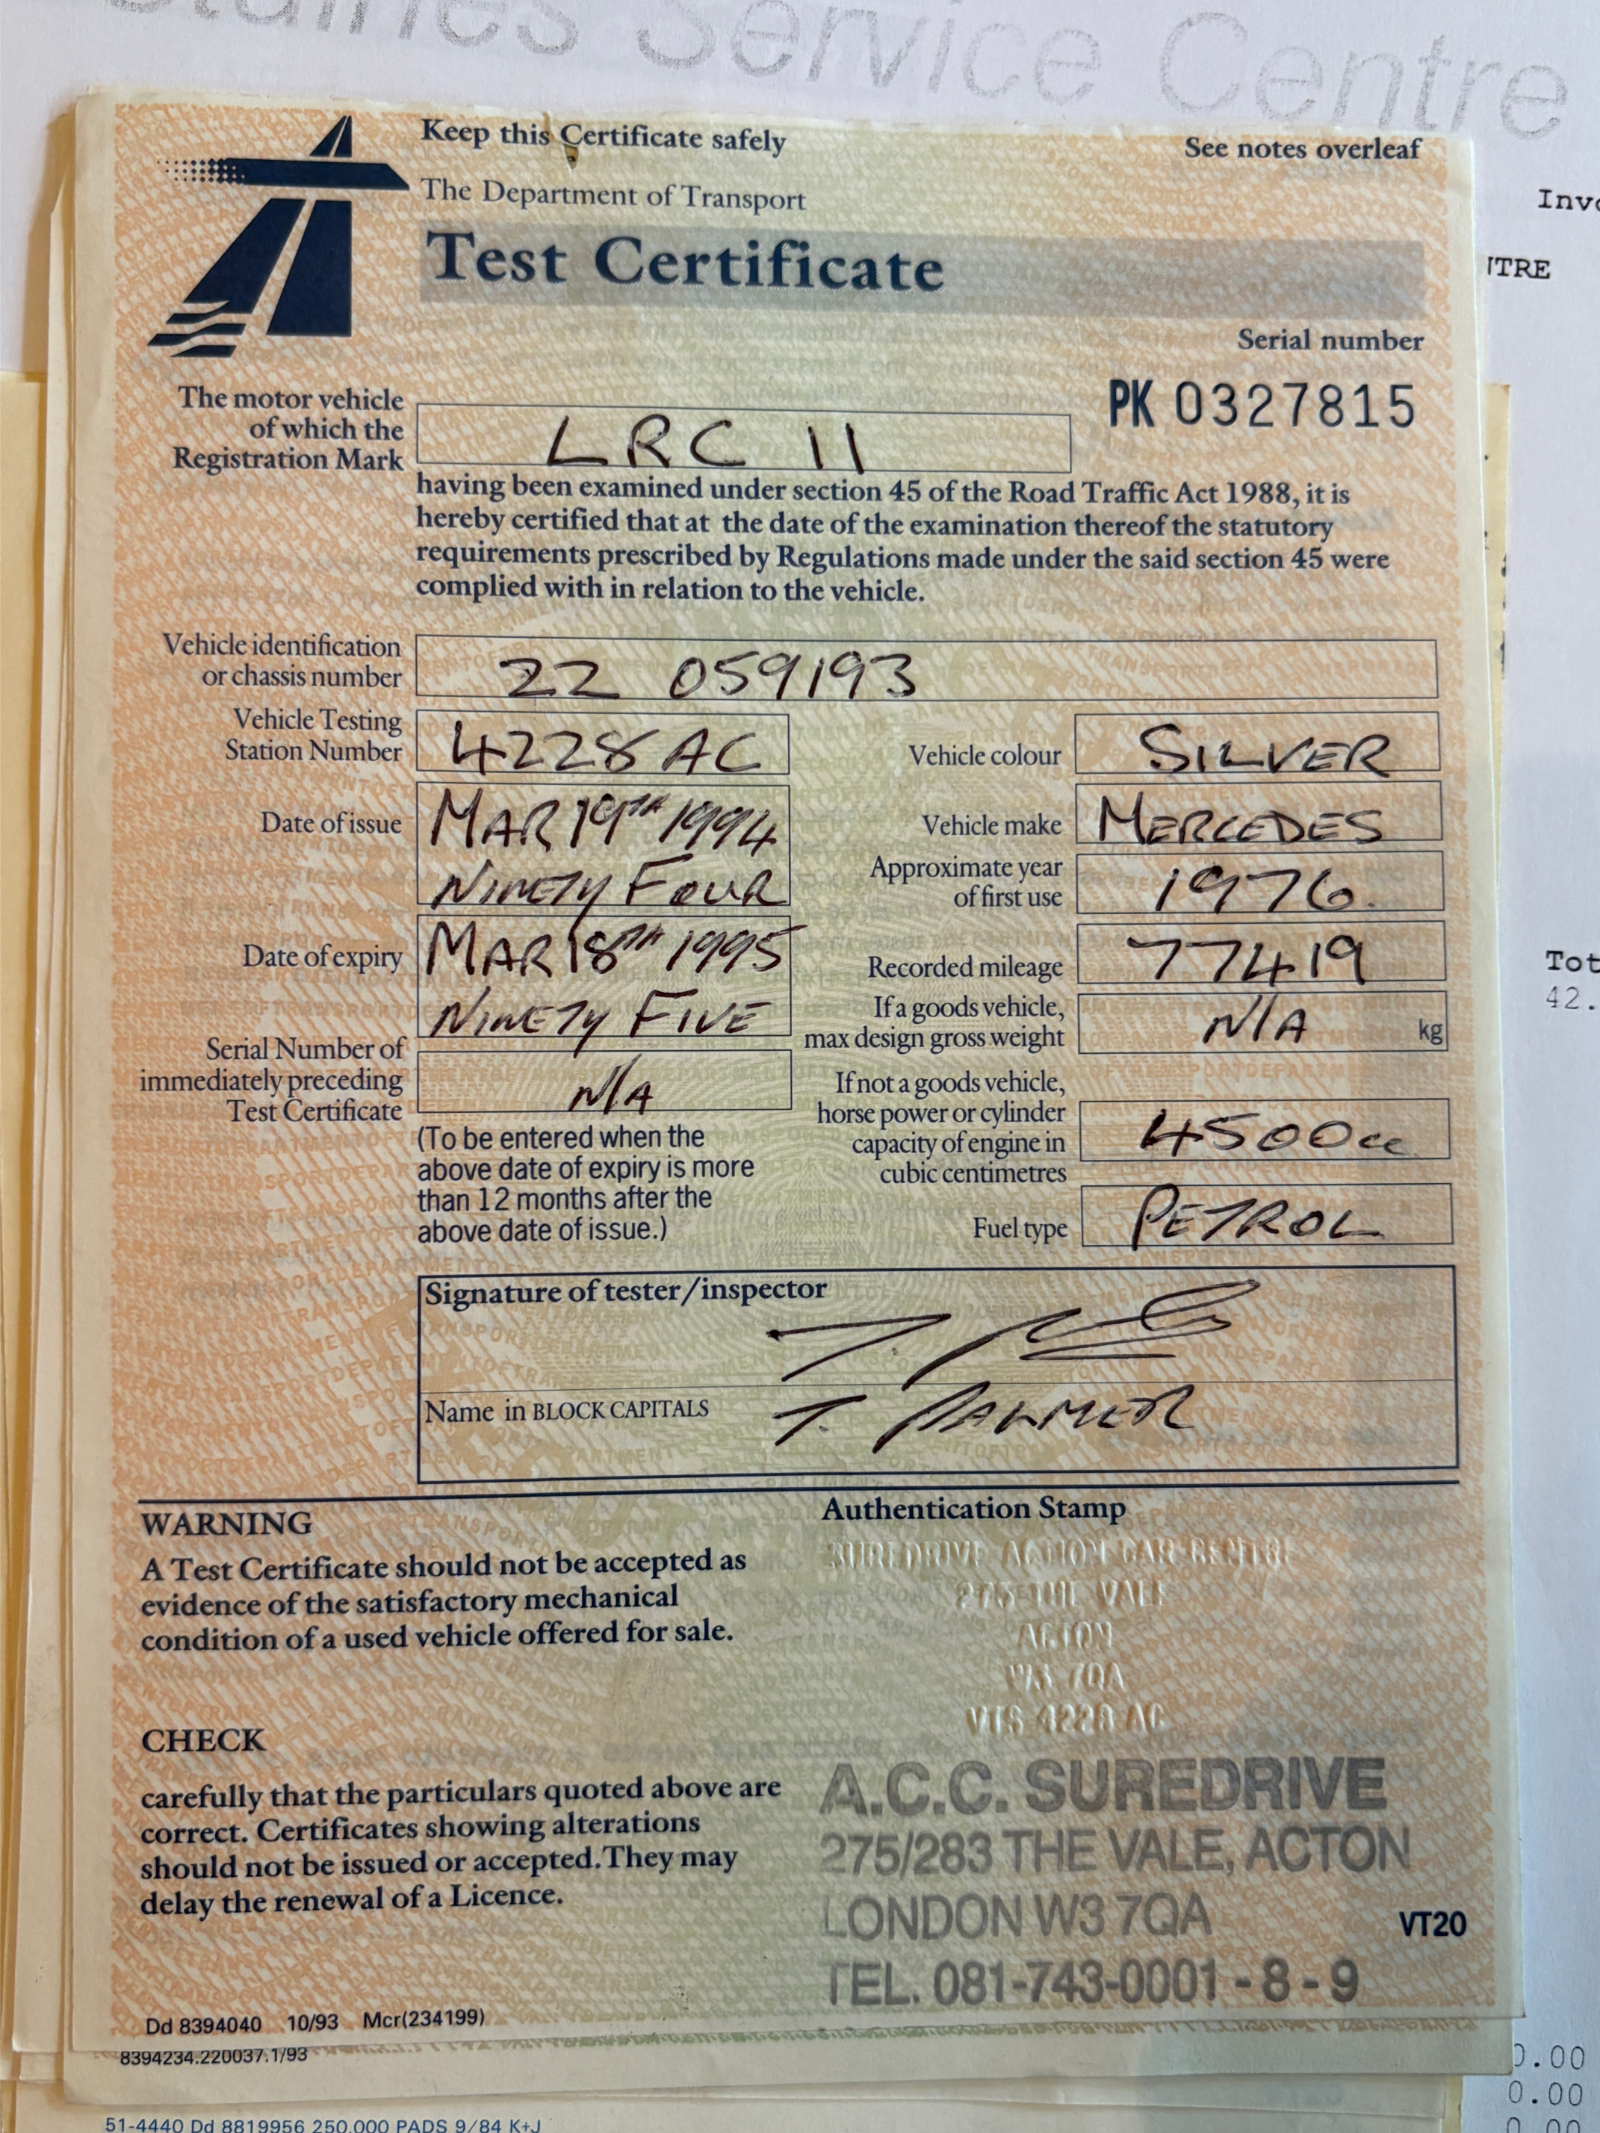 Service Centre
Keep this Certificate safely
See notes overleaf
The Department of Transport
Test Certificate
Serial number
PK 0327815
The motor vehicle
of which the
Registration Mark
LRC 11
having been examined under section 45 of the Road Traffic Act 1988, it is
hereby certified that at the date of the examination thereof the statutory
requirements prescribed by Regulations made under the said section 45 were
complied with in relation to the vehicle.
Vehicle identification
or chassis number
22 059193
Vehicle Testing
Station Number
4228 AC
Vehicle colour
SILVER
Date of issue
MAR 19TH 1994
NINETY FOUR
Vehicle make
MERCEDES
Approximate year
of first use
1976.
Date of expiry
MAR 18TH 1995
NINETY FIVE
Recorded mileage
77419
If a goods vehicle,
max design gross weight
N/A
kg
Serial Number of
immediately preceding
Test Certificate
N/A
(To be entered when the
above date of expiry is more
than 12 months after the
above date of issue.)
If not a goods vehicle,
horse power or cylinder
capacity of engine in
cubic centimetres
4500cc
Fuel type
PETROL
Signature of tester/inspector
Name in BLOCK CAPITALS
T. PALMER
WARNING
A Test Certificate should not be accepted as
evidence of the satisfactory mechanical
condition of a used vehicle offered for sale.
CHECK
carefully that the particulars quoted above are
correct. Certificates showing alterations
should not be issued or accepted.They may
delay the renewal of a Licence.
Authentication Stamp
SUREDRIVE ACTION CAR CENTRE
275 THE VALE
ACTON
W3 7QA
VTS 4228 AC
A.C.C. SUREDRIVE
275/283 THE VALE, ACTON
LONDON W3 7QA
TEL. 081-743-0001 - 8 - 9
VT20
Dd 8394040 10/93 Mcr(234199)
8394234.220037.1/93
51-4440 Dd 8819956 250,000 PADS 9/84 K+J
42.
0.00
0.00